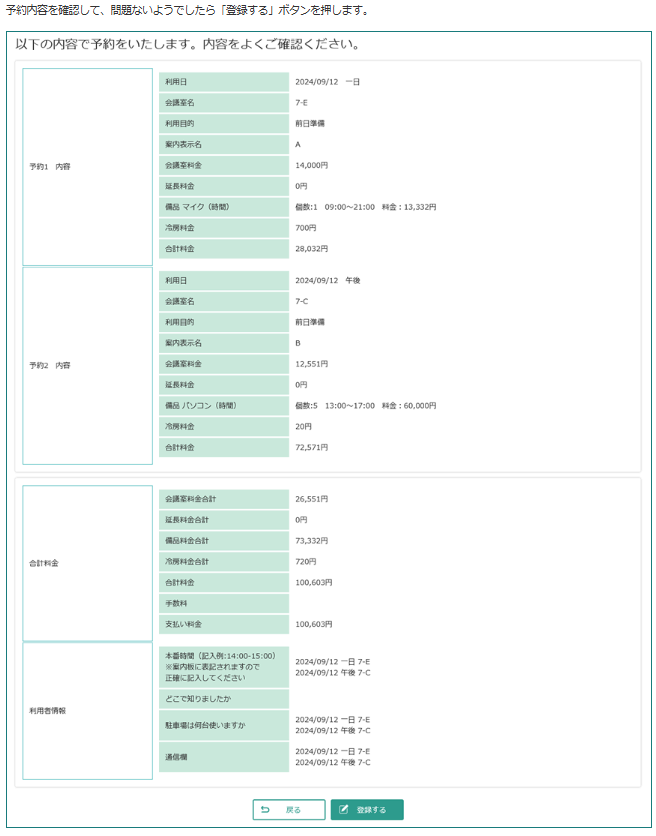 予約内容を確認して、問題ないようでしたら「登録する」ボタンを押します。
以下の内容で予約をいたします。内容をよくご確認ください。
予約1　内容
利用日　2024/09/12　一日
会議室名　7-E
利用目的　前日準備
案内表示名　A
会議室料金　14,000円
延長料金　0円
備品 マイク（時間）　個数:1　09:00～21:00　料金：13,332円
冷房料金　700円
合計料金　28,032円
予約2　内容
利用日　2024/09/12　午後
会議室名　7-C
利用目的　前日準備
案内表示名　B
会議室料金　12,551円
延長料金　0円
備品 パソコン（時間）　個数:5　13:00～17:00　料金：60,000円
冷房料金　20円
合計料金　72,571円
合計料金
会議室料金合計　26,551円
延長料金合計　0円
備品料金合計　73,332円
冷房料金合計　720円
合計料金　100,603円
手数料
支払い料金　100,603円
利用者情報
本番時間（記入例:14:00-15:00）
※案内板に表記されますので
正確に記入してください
2024/09/12 一日 7-E
2024/09/12 午後 7-C
どこで知りましたか
駐車場は何台使いますか
2024/09/12 一日 7-E
2024/09/12 午後 7-C
通信欄
2024/09/12 一日 7-E
2024/09/12 午後 7-C
戻る
登録する